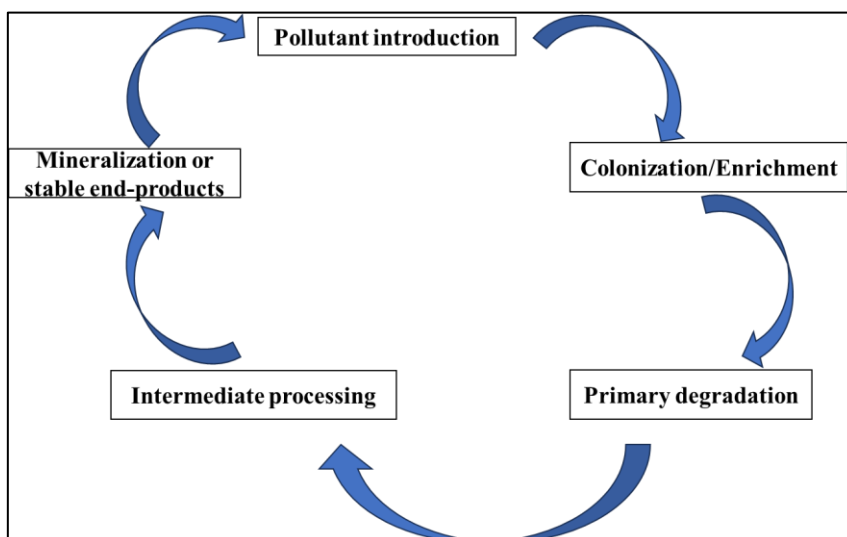 Pollutant introduction
Colonization/Enrichment
Primary degradation
Intermediate processing
Mineralization or
stable end-products